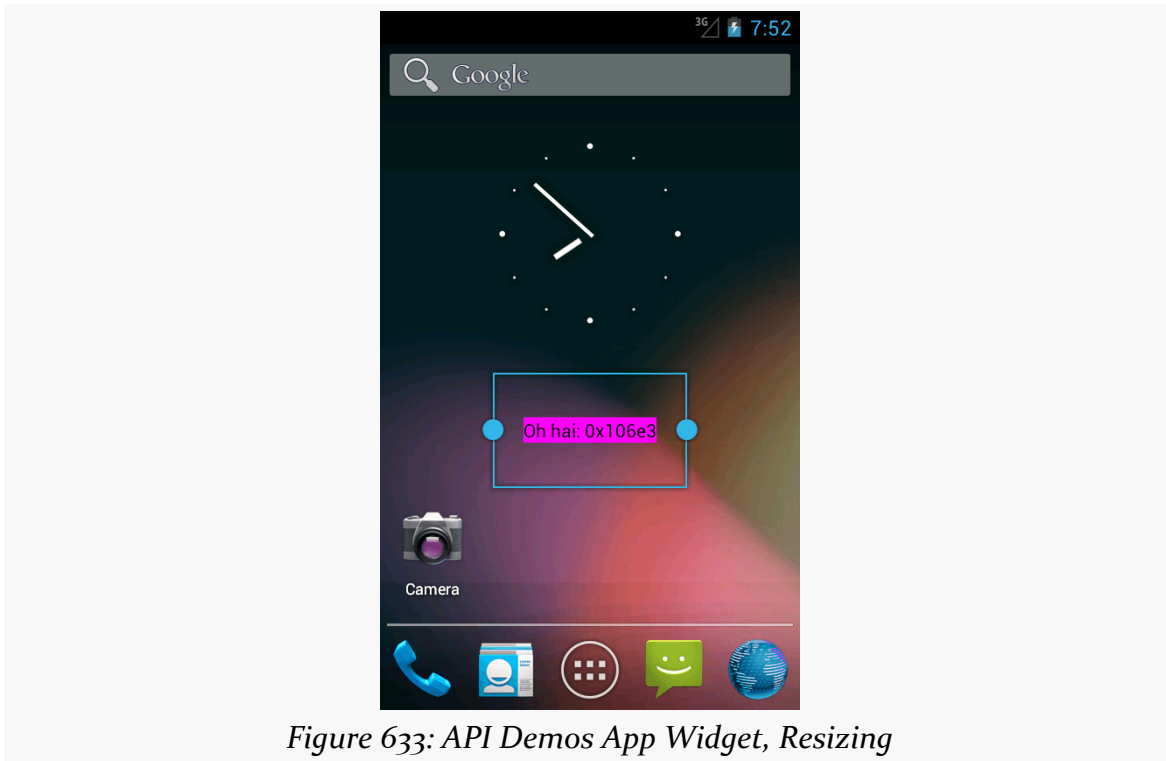 3G 7:52
Google
Oh hai: 0x106e3
Camera
Figure 633: API Demos App Widget, Resizing